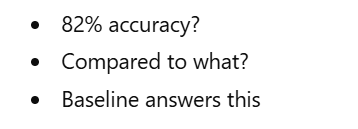 • 82% accuracy?
• Compared to what?
• Baseline answers this